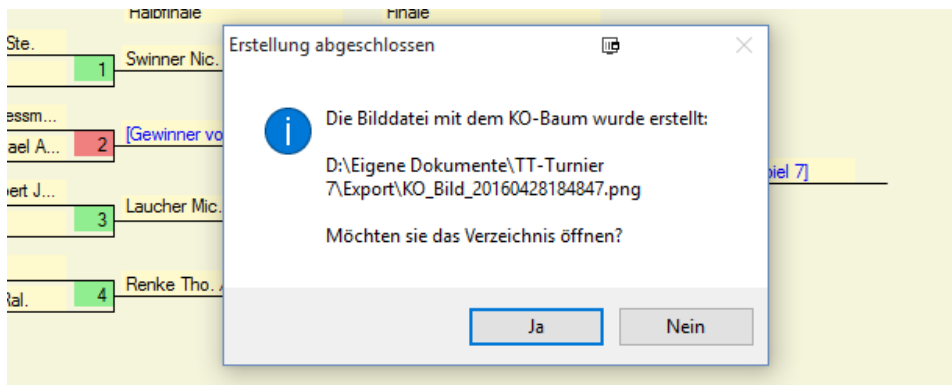 Halbfinale Finale
Ste.
Swinner Nic.
1
essm...
ael A...
2
[Gewinner vo
ert J...
3
Laucher Mic.
4
Renke Tho.
Ral.
piel 7]
Erstellung abgeschlossen
Die Bilddatei mit dem KO-Baum wurde erstellt:
D:\Eigene Dokumente\TT-Turnier
7\Export\KO_Bild_20160428184847.png
Möchten sie das Verzeichnis öffnen?
Ja Nein